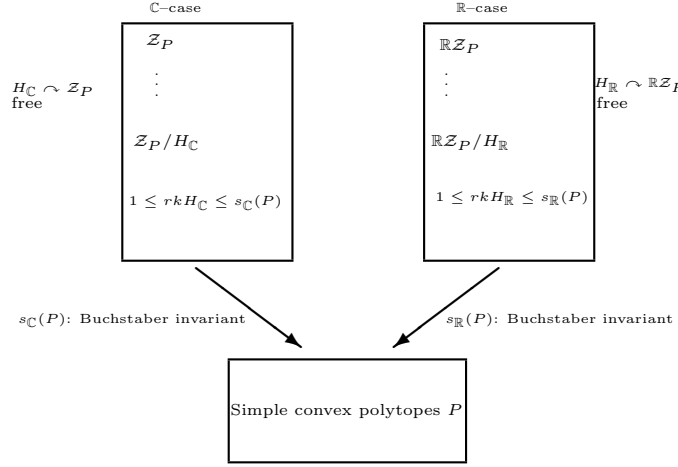 ℂ–case
ℝ–case
𝒵_P
ℝ𝒵_P
⋮
⋮
H_ℂ ↷ 𝒵_P
free
H_ℝ ↷ ℝ𝒵_P
free
𝒵_P/H_ℂ
ℝ𝒵_P/H_ℝ
1 ≤ rkH_ℂ ≤ s_ℂ(P)
1 ≤ rkH_ℝ ≤ s_ℝ(P)
s_ℂ(P): Buchstaber invariant
s_ℝ(P): Buchstaber invariant
Simple convex polytopes P